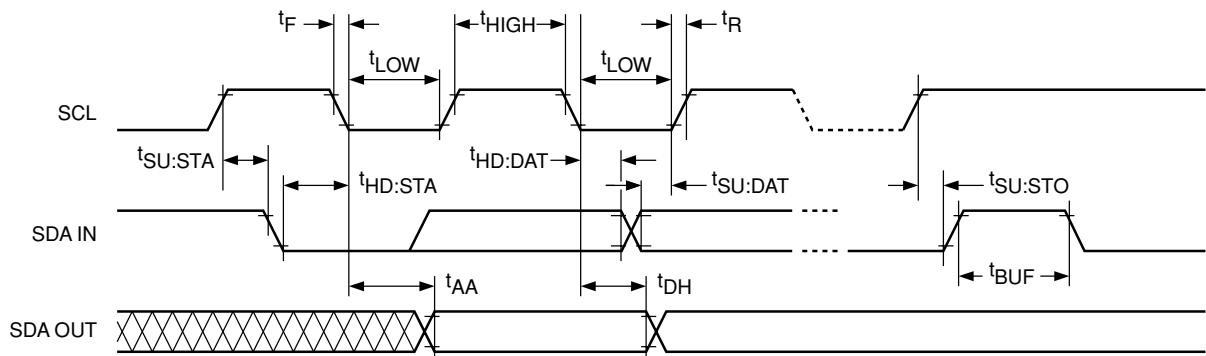 tF tHIGH tR
tLOW tLOW
SCL
tSU:STA tHD:DAT
tHD:STA tSU:DAT tSU:STO
SDA IN
tAA tDH tBUF
SDA OUT